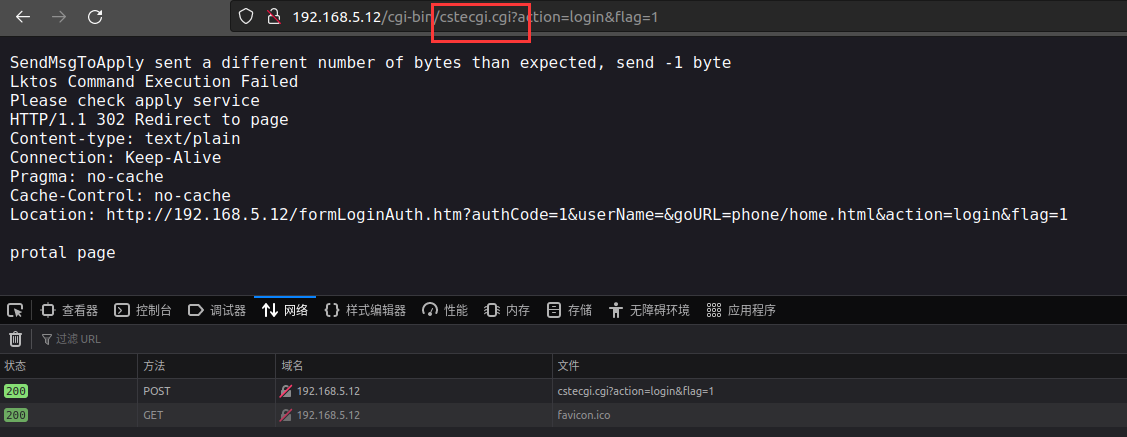 192.168.5.12/cgi-bin/cstecgi.cgi?action=login&flag=1
SendMsgToApply sent a different number of bytes than expected, send -1 byte
Lktos Command Execution Failed
Please check apply service
HTTP/1.1 302 Redirect to page
Content-type: text/plain
Connection: Keep-Alive
Pragma: no-cache
Cache-Control: no-cache
Location: http://192.168.5.12/formLoginAuth.htm?authCode=1&userName=&goURL=phone/home.html&action=login&flag=1
protal page
查看器 控制台 调试器 网络 {} 样式编辑器 性能 内存 存储 无障碍环境 应用程序
过滤 URL
状态 方法 域名 文件
200 POST 192.168.5.12 cstecgi.cgi?action=login&flag=1
200 GET 192.168.5.12 favicon.ico